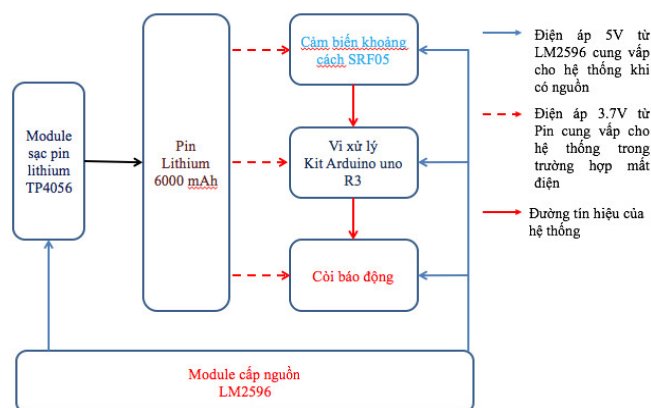 Cảm biến khoảng
cách SRF05
Module
sạc pin
lithium
TP4056
Pin
Lithium
6000 mAh
Vi xử lý
Kit Arduino uno
R3
Còi báo động
Module cấp nguồn
LM2596
Điện áp 5V từ
LM2596 cung vấp
cho hệ thống khi
có nguồn
Điện áp 3.7V từ
Pin cung vấp cho
hệ thống trong
trường hợp mất
điện
Đường tín hiệu của
hệ thống